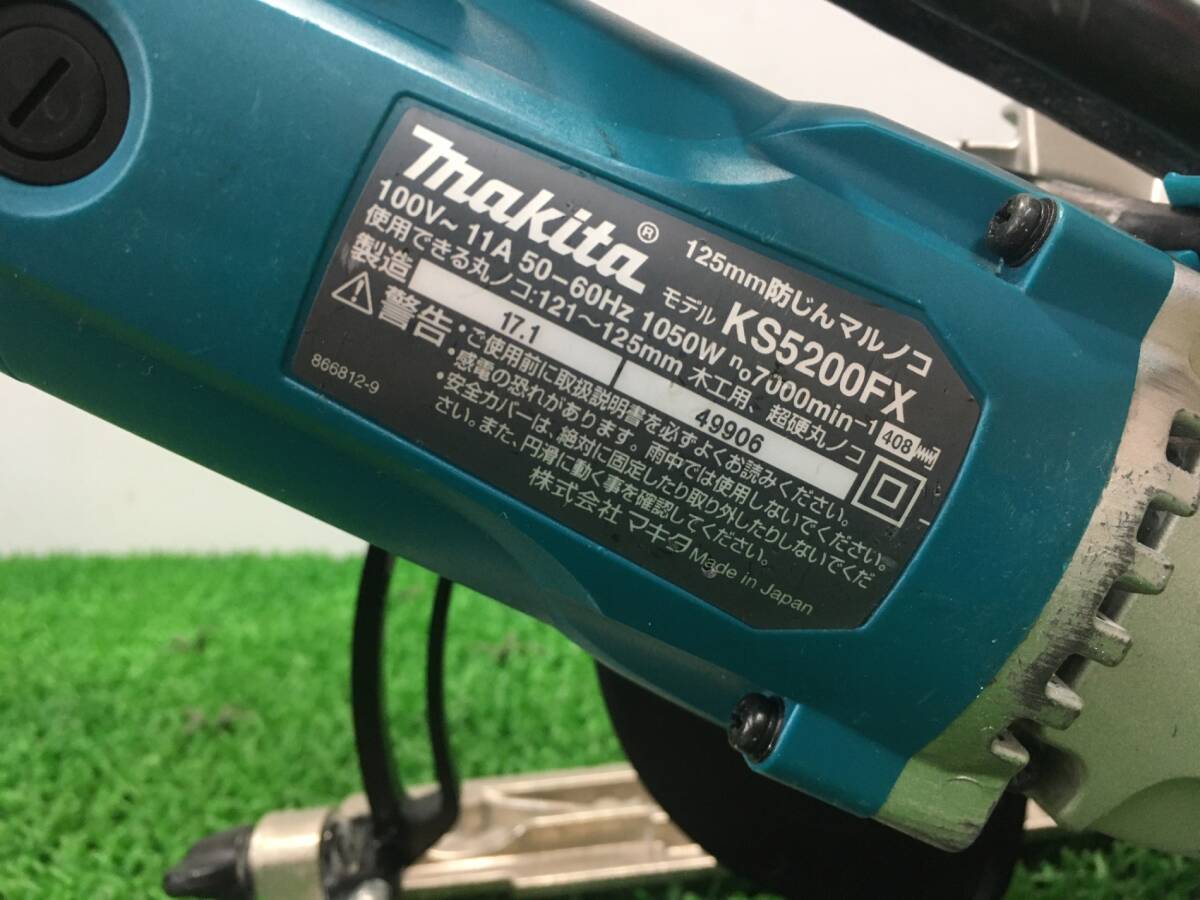 makita®
125mm防じんマルノコ
モデル KS5200FX
100V～ 11A 50－60Hz 1050W n₀7000min⁻¹
使用できる丸ノコ:121～125mm 木工用、超硬丸ノコ 408
製造 17.1 49906
警告
・ご使用前に取扱説明書を必ずよくお読みください。
・感電の恐れがあります。雨中では使用しないでください。
・安全カバーは、絶対に固定したり取り外したりしないでくだ
さい。また、円滑に動く事を確認してください。
866812-9
株式会社 マキタ Made in Japan